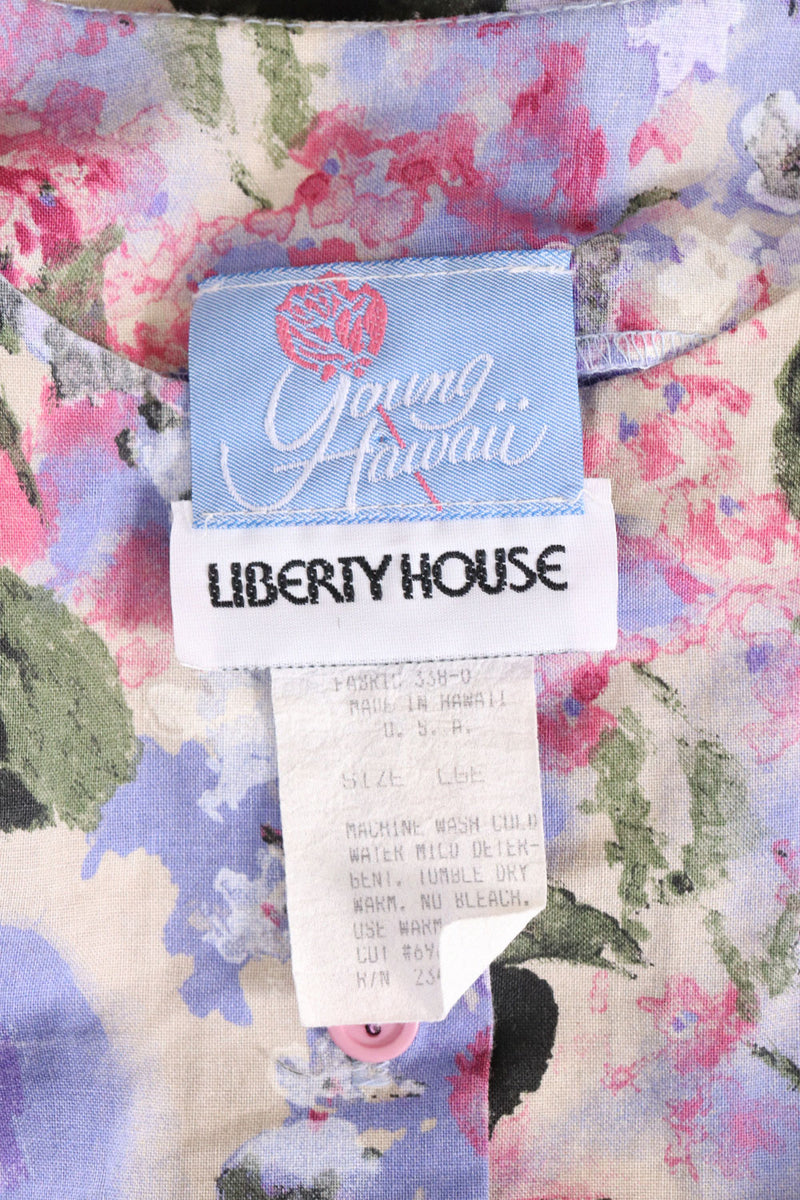 Young
Hawaii
LIBERTY HOUSE
FABRIC 338-0
MADE IN HAWAII
U. S. A.
SIZE LGE
MACHINE WASH COLD
WATER MILD DETER-
GENT. TUMBLE DRY
WARM. NO BLEACH.
USE WARM
CUT
R/N